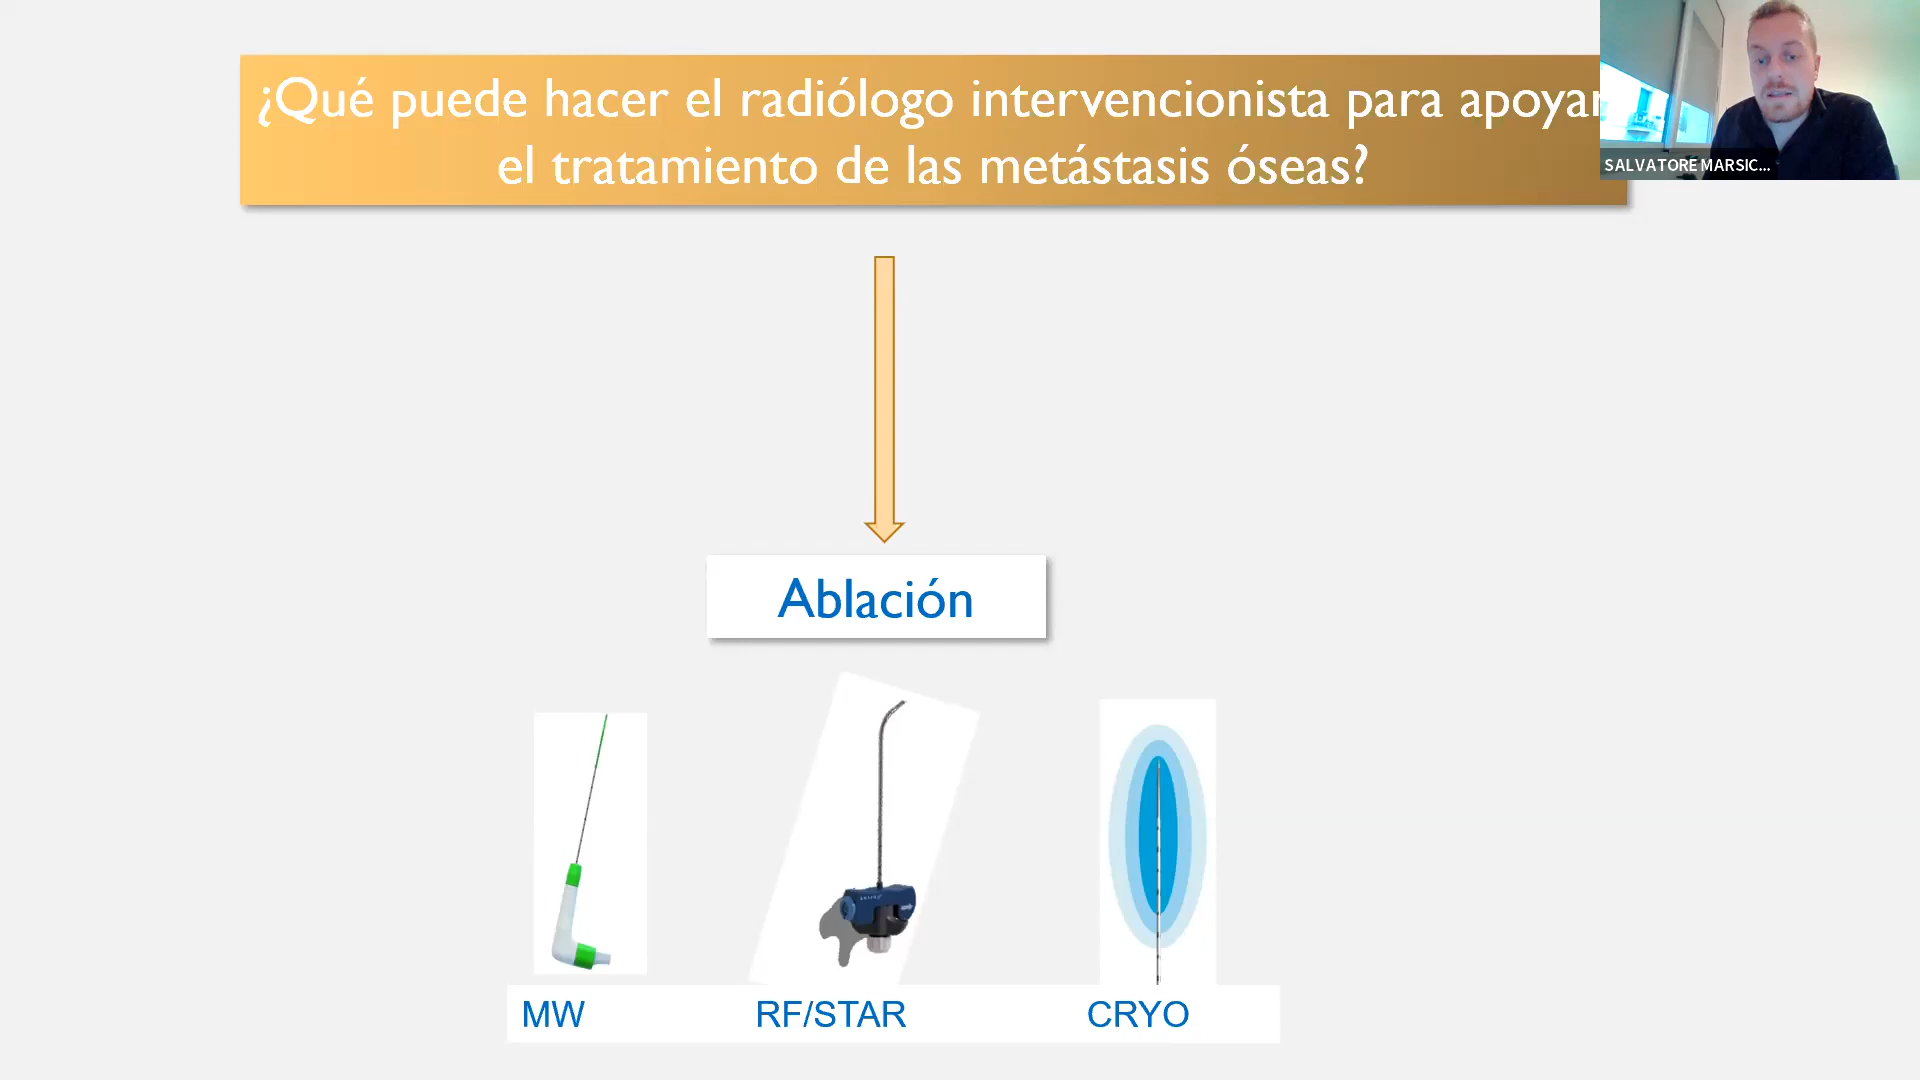 ¿Qué puede hacer el radiólogo intervencionista para apoyar
el tratamiento de las metástasis óseas?
SALVATORE MARSIC...
Ablación
MW
RF/STAR
CRYO